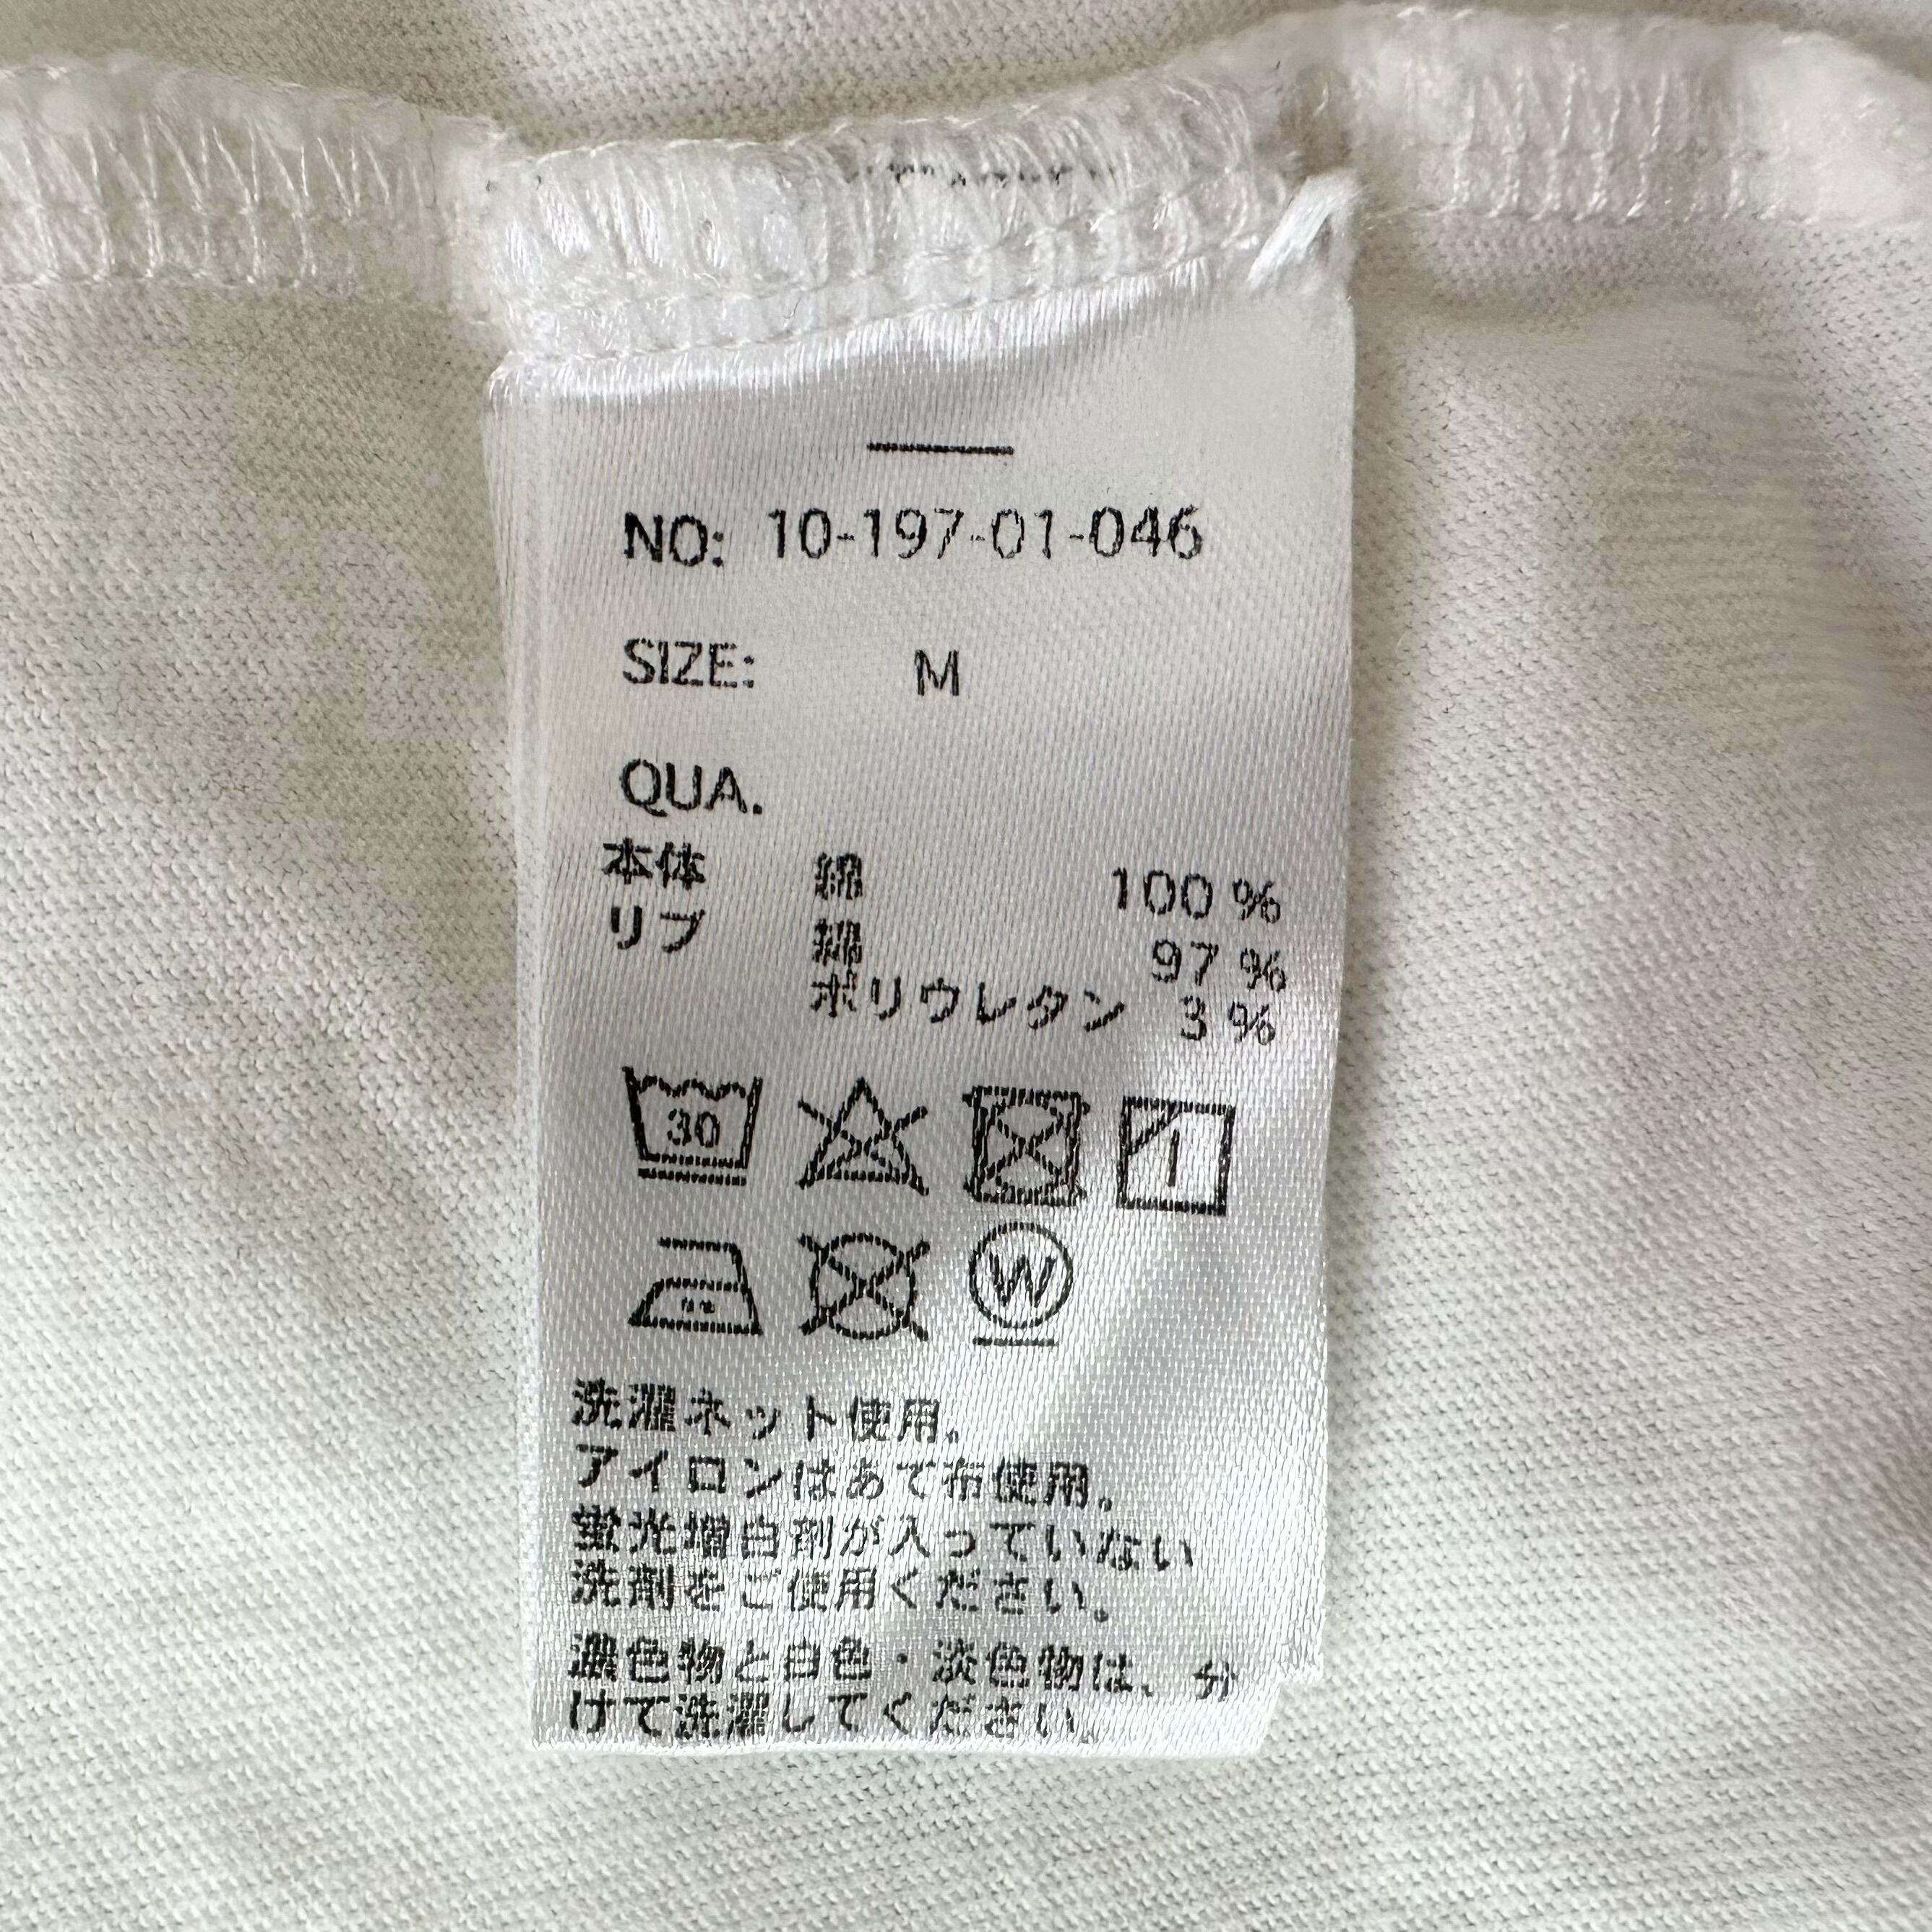 NO: 10-197-01-046
SIZE: M
QUA.
本体 綿 100 %
リブ 綿 97 %
ポリウレタン 3 %
30
W
洗濯ネット使用。
アイロンはあて布使用。
蛍光増白剤が入っていない
洗剤をご使用ください。
濃色物と白色・淡色物は、分
けて洗濯してください。